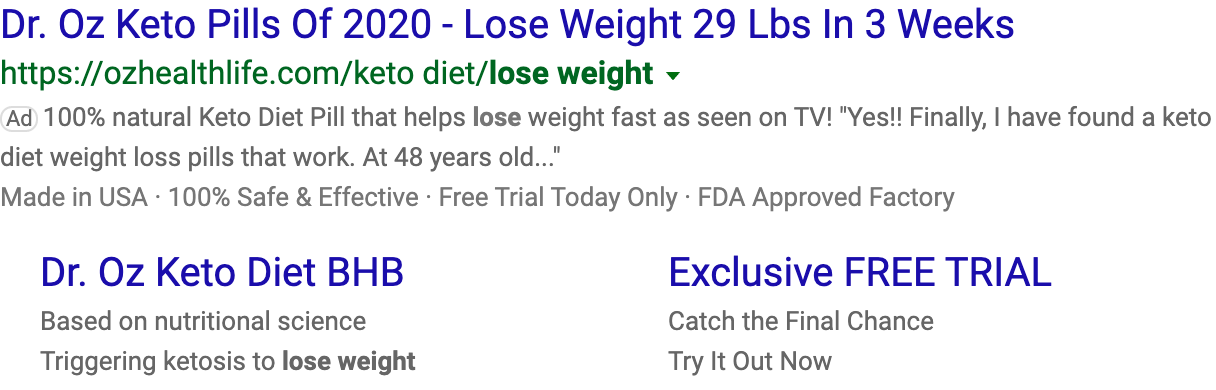 Dr. Oz Keto Pills Of 2020 - Lose Weight 29 Lbs In 3 Weeks
https://ozhealthlife.com/keto diet/lose weight
Ad 100% natural Keto Diet Pill that helps lose weight fast as seen on TV! "Yes!! Finally, I have found a keto
diet weight loss pills that work. At 48 years old..."
Made in USA · 100% Safe & Effective · Free Trial Today Only · FDA Approved Factory
Dr. Oz Keto Diet BHB
Based on nutritional science
Triggering ketosis to lose weight
Exclusive FREE TRIAL
Catch the Final Chance
Try It Out Now